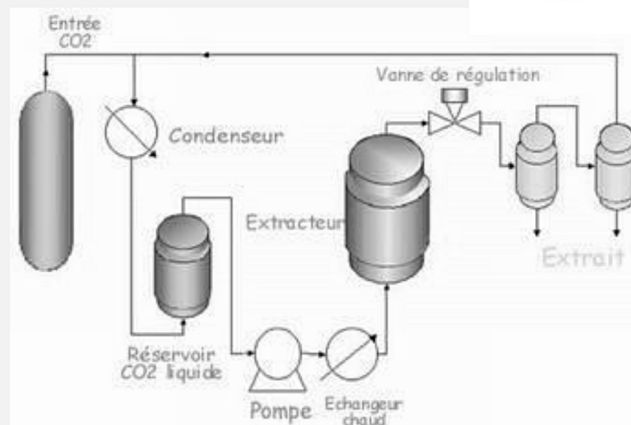 Entrée
CO2
Vanne de régulation
Condenseur
Extracteur
Extrait
Réservoir
CO2 liquide
Pompe
Echangeur
chaud